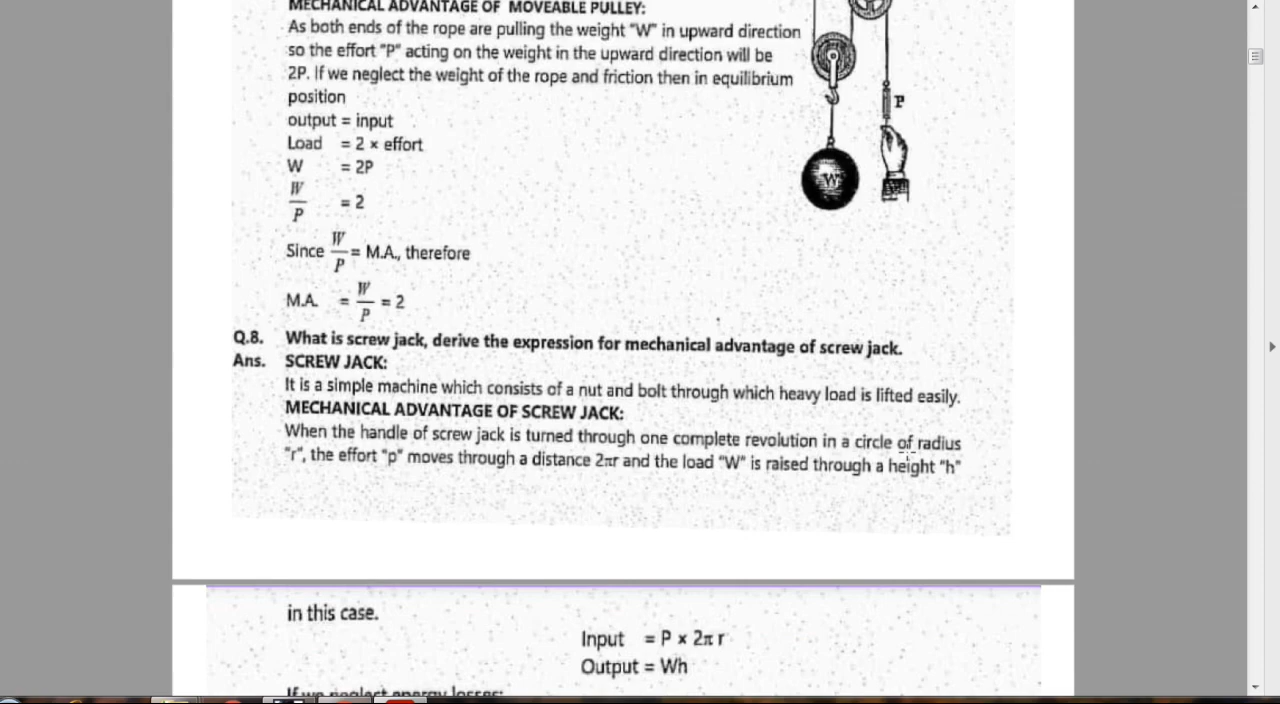 MECHANICAL ADVANTAGE OF MOVEABLE PULLEY:
As both ends of the rope are pulling the weight "W" in upward direction
so the effort "P" acting on the weight in the upward direction will be
2P. If we neglect the weight of the rope and friction then in equilibrium
position
output = input
Load = 2 × effort
W = 2P
W/P = 2
Since W/P = M.A., therefore
M.A. = W/P = 2
P
W
Q.8. What is screw jack, derive the expression for mechanical advantage of screw jack.
Ans. SCREW JACK:
It is a simple machine which consists of a nut and bolt through which heavy load is lifted easily.
MECHANICAL ADVANTAGE OF SCREW JACK:
When the handle of screw jack is turned through one complete revolution in a circle of radius
"r", the effort "p" moves through a distance 2πr and the load "W" is raised through a height "h"
in this case.
Input = P × 2π r
Output = Wh
If we neglect energy losses: